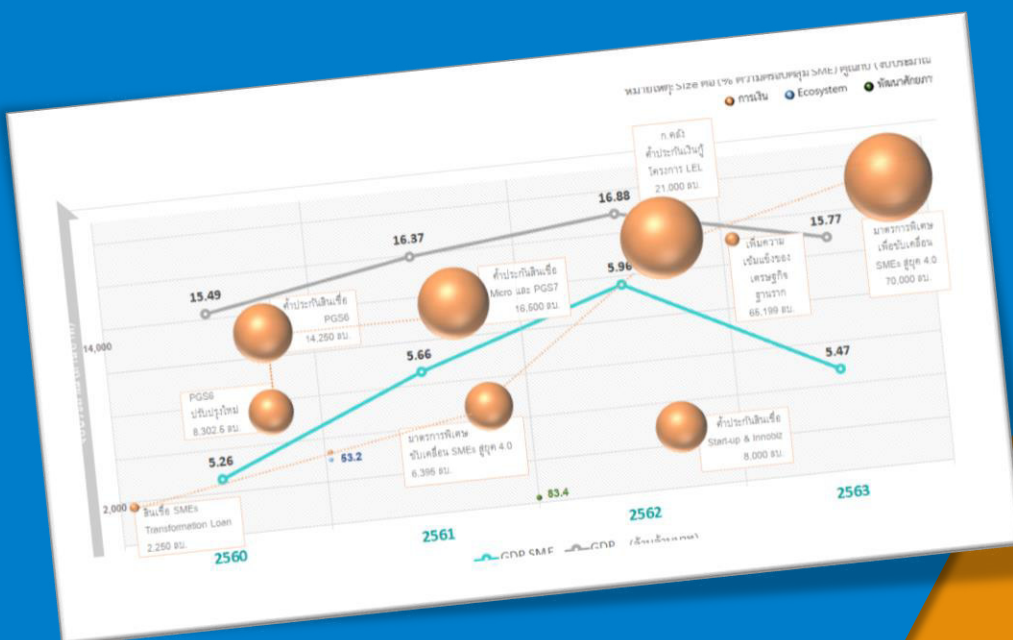 หมายเหตุ: Size คือ (% ความครอบคลุม SME) คูณกับ (งบประมาณ
การเงิน Ecosystem พัฒนาศักยภา
ก.คลัง
ค้ำประกันเงินกู้
โครงการ LEL
21,000 ลบ.
16.88
15.77
มาตรการพิเศษ
เพื่อขับเคลื่อน
SMEs สู่ยุค 4.0
70,000 ลบ.
เพิ่มความ
เข้มแข็งของ
เศรษฐกิจ
ฐานราก
16.37
15.49
ค้ำประกันสินเชื่อ
PGS6
14,250 ลบ.
ค้ำประกันสินเชื่อ
Micro และ PGS7
16,500 ลบ.
5.96
5.66
5.47
14,000
PGS6
ปรับปรุงใหม่
8,302.5 ลบ.
5.26
53.2
มาตรการพิเศษ
ขับเคลื่อน SMEs สู่ยุค 4.0
ค้ำประกันสินเชื่อ
Start-up & Innobiz
8,000 ลบ.
83.4
2,000
สินเชื่อ SMEs
Transformation Loan
2,250 ลบ.
2560
2561
2562
2563
GDP SME GDP (ล้านล้านบาท)